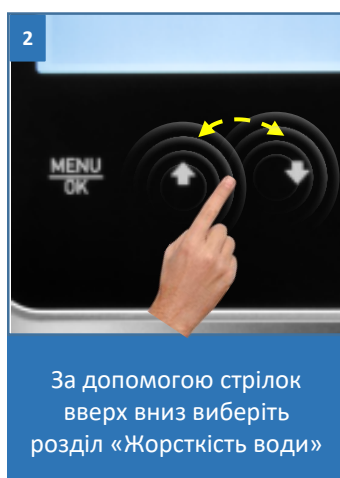 2
MENU
OK
За допомогою стрілок
вверх вниз виберіть
розділ «Жорсткість води»